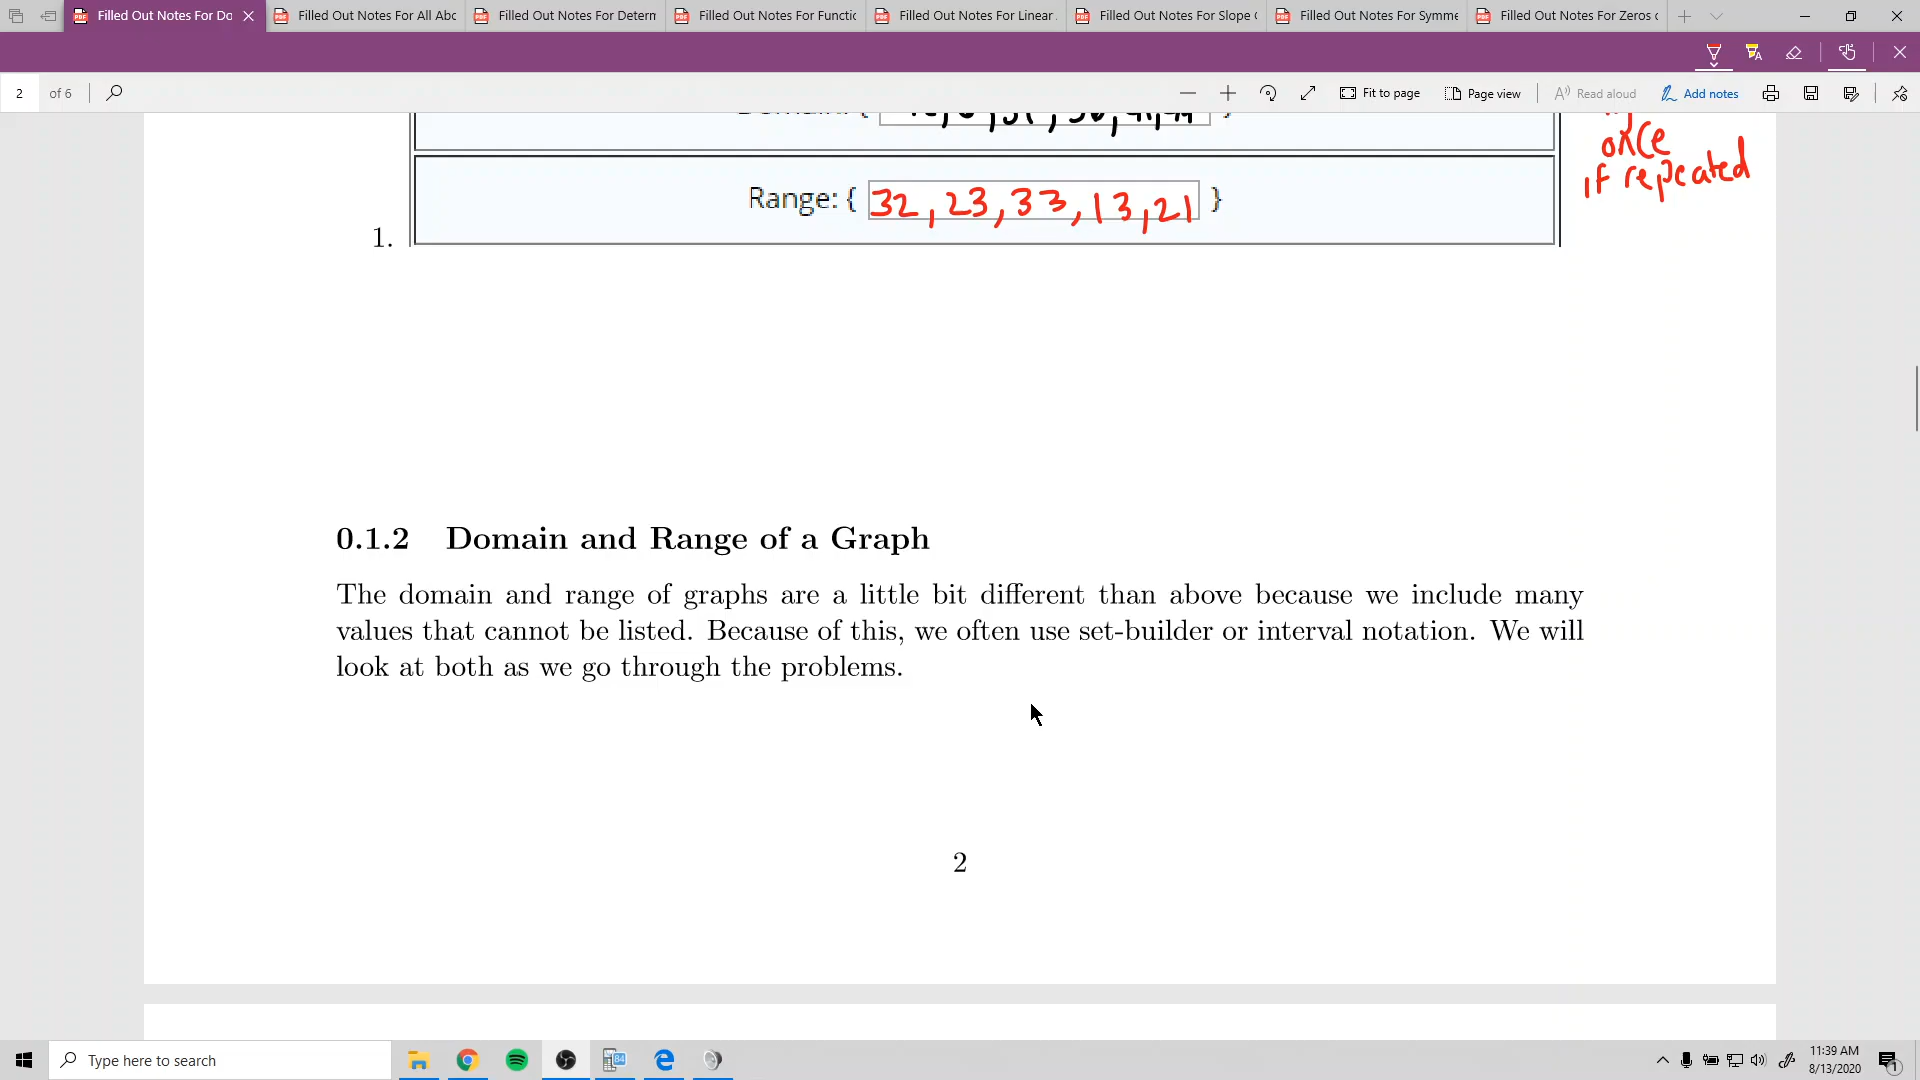 Filled Out Notes For Do
Filled Out Notes For All Abc
Filled Out Notes For Determ
Filled Out Notes For Functic
Filled Out Notes For Linear
Filled Out Notes For Slope
Filled Out Notes For Symme
Filled Out Notes For Zeros
2 of 6
Fit to page
Page view
Read aloud
Add notes
once
if repeated
Range: { 32, 23, 33, 13, 21 }
1.
0.1.2 Domain and Range of a Graph
The domain and range of graphs are a little bit different than above because we include many
values that cannot be listed. Because of this, we often use set-builder or interval notation. We will
look at both as we go through the problems.
2
Type here to search
84
11:39 AM
8/13/2020
1